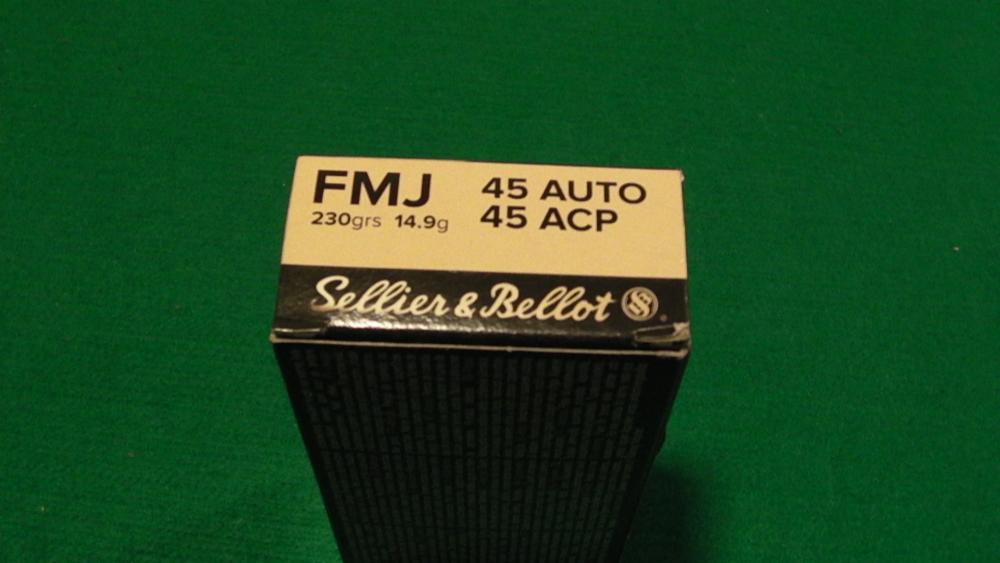 FMJ 45 AUTO
230grs 14.9g 45 ACP
Sellier & Bellot